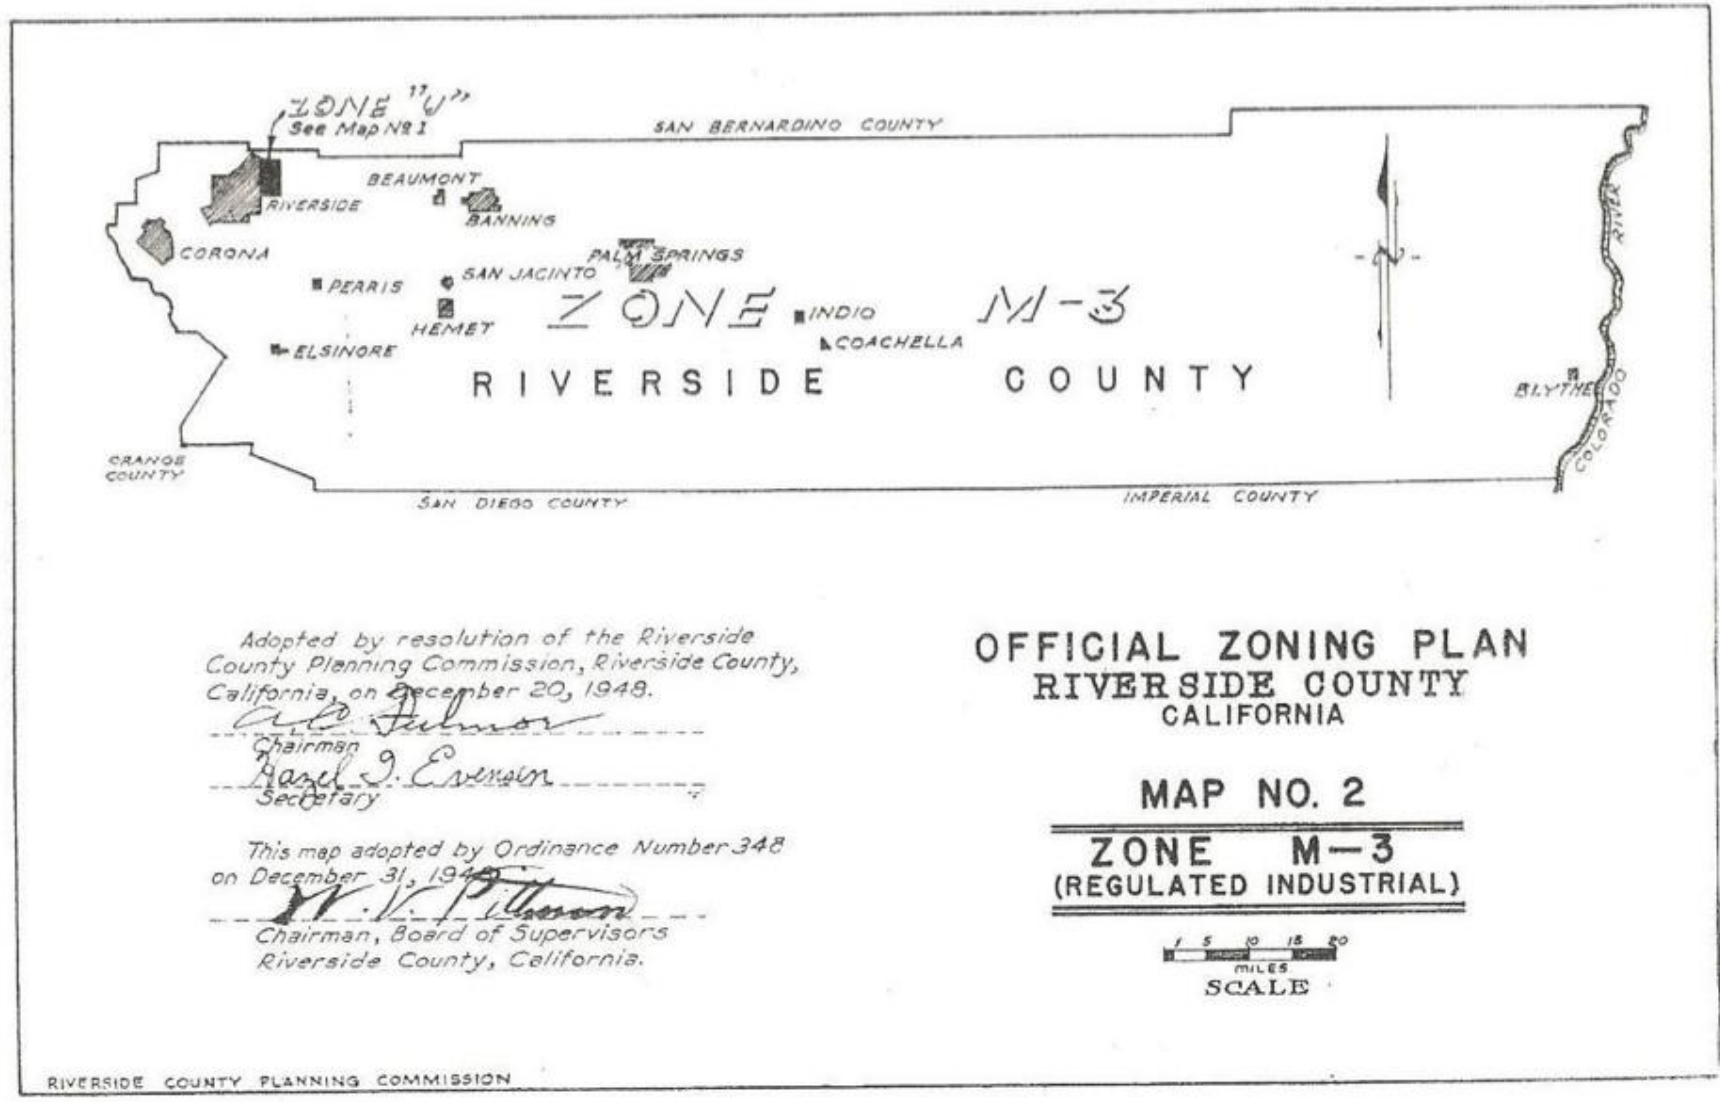 ZONE "U"
See Map No 1
SAN BERNARDINO COUNTY
BEAUMONT
RIVERSIDE
BANNING
CORONA
PALM SPRINGS
PERRIS
SAN JACINTO
ZONE M-3
HEMET
INDIO
ELSINORE
COACHELLA
RIVERSIDE COUNTY
BLYTHE
COLORADO RIVER
N
ORANGE
COUNTY
SAN DIEGO COUNTY
IMPERIAL COUNTY
Adopted by resolution of the Riverside
County Planning Commission, Riverside County,
California, on December 20, 1948.
Chairman
Hazel I. Evensen
Secretary
This map adopted by Ordinance Number 348
on December 31, 1948
W. V. Pittman
Chairman, Board of Supervisors
Riverside County, California.
OFFICIAL ZONING PLAN
RIVERSIDE COUNTY
CALIFORNIA
MAP NO. 2
ZONE M-3
(REGULATED INDUSTRIAL)
1 5 10 15 20
MILES
SCALE
RIVERSIDE COUNTY PLANNING COMMISSION